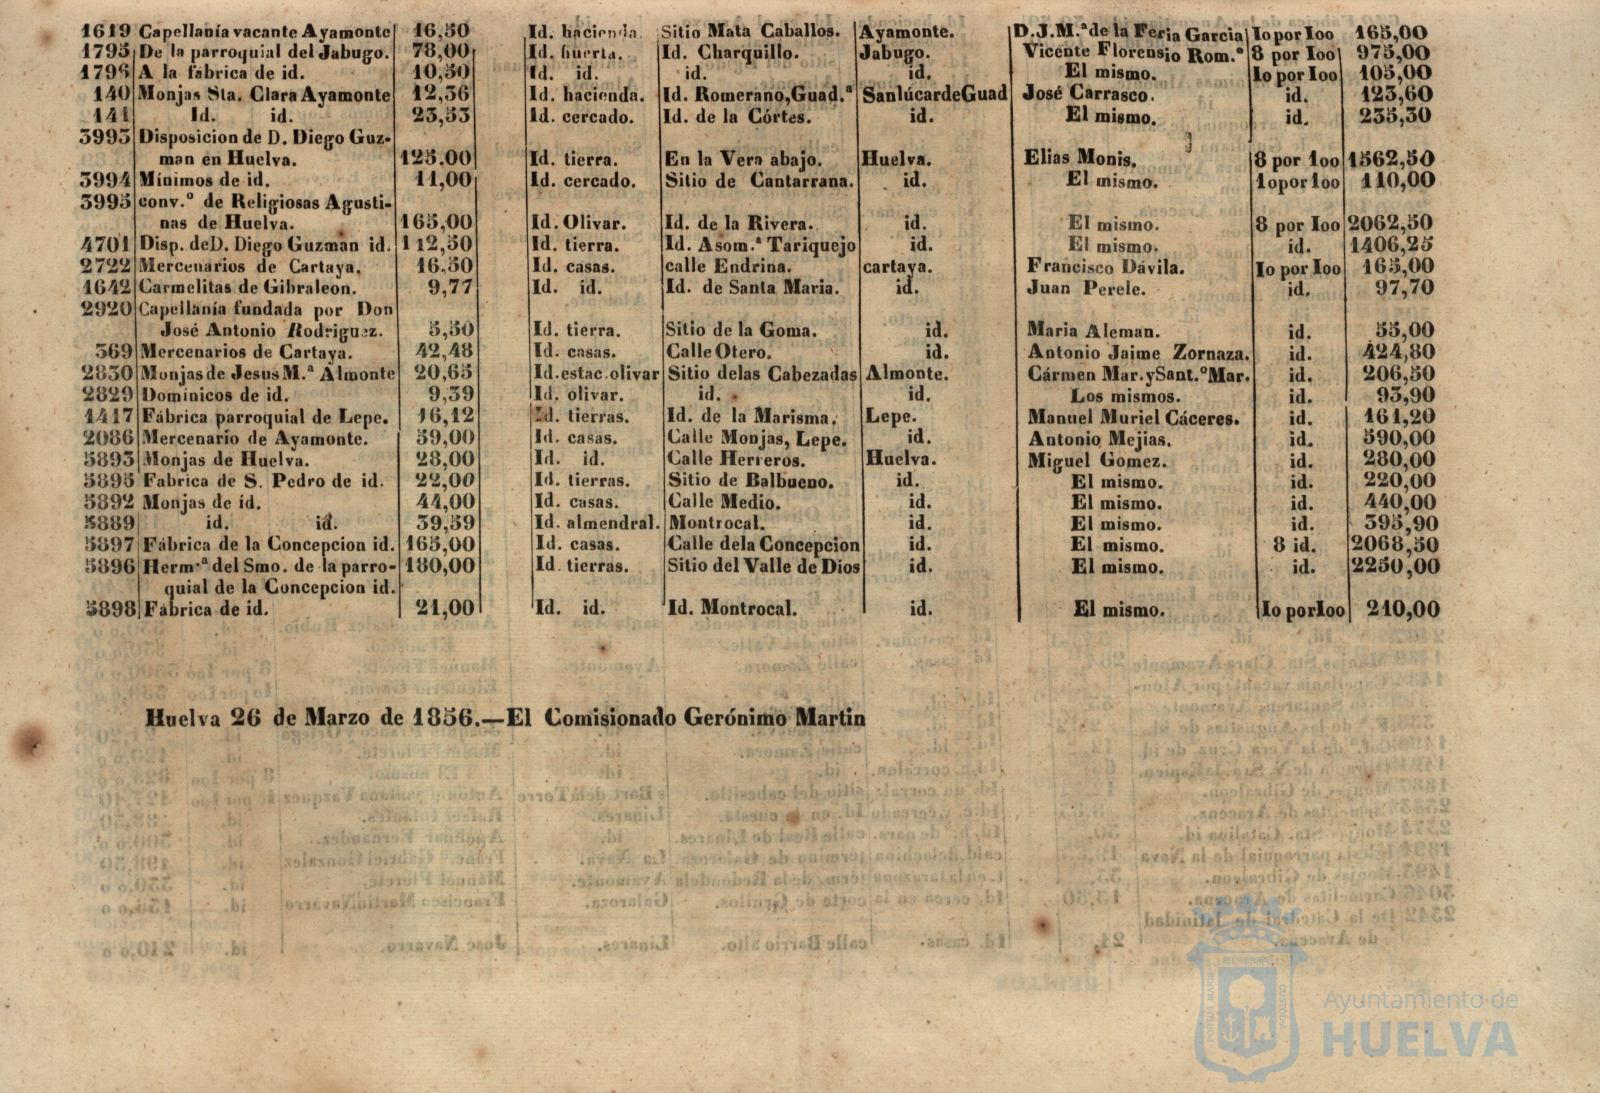 1619 Capellanía vacante Ayamonte 16,50 Id. hacienda. Sitio Mata Caballos. Ayamonte. D.J.M.ª de la Feria Garcia 10 por 100 165,00
1795 De la parroquial del Jabugo. 78,00 Id. huerta. Id. Charquillo. Jabugo. Vicente Florensio Rom.º 8 por 100 975,00
1796 A la fábrica de id. 10,50 Id. id. id. id. El mismo. 10 por 100 105,00
140 Monjas Sta. Clara Ayamonte 12,36 Id. hacienda. Id. Romerano, Guad.ª Sanlúcar de Guad José Carrasco. id. 123,60
141 Id. id. 23,53 Id. cercado. Id. de la Córtes. id. El mismo. id. 235,30
3993 Disposicion de D. Diego Guz-
man en Huelva. 125.00 Id. tierra. En la Vera abajo. Huelva. Elias Monis. 8 por 100 1562,50
3994 Mínimos de id. 11,00 Id. cercado. Sitio de Cantarrana. id. El mismo. 10 por 100 110,00
3995 conv.º de Religiosas Agusti-
nas de Huelva. 165,00 Id. Olivar. Id. de la Rivera. id. El mismo. 8 por 100 2062,50
4701 Disp. de D. Diego Guzman id. 112,50 Id. tierra. Id. Asom.ª Tariquejo id. El mismo. id. 1406,25
2722 Mercenarios de Cartaya. 16,50 Id. casas. calle Endrina. cartaya. Francisco Dávila. 10 por 100 165,00
1642 Carmelitas de Gibraleon. 9,77 Id. id. Id. de Santa Maria. id. Juan Perele. id. 97,70
2920 Capellanía fundada por Don
José Antonio Rodriguez. 5,50 Id. tierra. Sitio de la Goma. id. Maria Aleman. id. 55,00
369 Mercenarios de Cartaya. 42,48 Id. casas. Calle Otero. id. Antonio Jaime Zornaza. id. 424,80
2830 Monjas de Jesus M.ª Almonte 20,65 Id. estac. olivar Sitio de las Cabezadas Almonte. Cármen Mar. y Sant.º Mar. id. 206,50
2829 Dominicos de id. 9,39 Id. olivar. id. id. Los mismos. id. 93,90
1417 Fábrica parroquial de Lepe. 16,12 Id. tierras. Id. de la Marisma. Lepe. Manuel Muriel Cáceres. id. 161,20
2086 Mercenario de Ayamonte. 59,00 Id. casas. Calle Monjas, Lepe. id. Antonio Mejias. id. 590,00
5893 Monjas de Huelva. 28,00 Id. id. Calle Herreros. Huelva. Miguel Gomez. id. 280,00
5895 Fabrica de S. Pedro de id. 22,00 Id. tierras. Sitio de Balbueno. id. El mismo. id. 220,00
5892 Monjas de id. 44,00 Id. casas. Calle Medio. id. El mismo. id. 440,00
5889 id. id. 39,59 Id. almendral. Montrocal. id. El mismo. id. 395,90
5897 Fábrica de la Concepcion id. 165,00 Id. casas. Calle de la Concepcion id. El mismo. 8 id. 2068,50
5896 Herm.ª del Smo. de la parro- 180,00 Id. tierras. Sitio del Valle de Dios id. El mismo. id. 2250,00
quial de la Concepcion id.
5898 Fábrica de id. 21,00 Id. id. Id. Montrocal. id. El mismo. 10 por 100 210,00
Huelva 26 de Marzo de 1856.—El Comisionado Gerónimo Martin
Ayuntamiento de
HUELVA